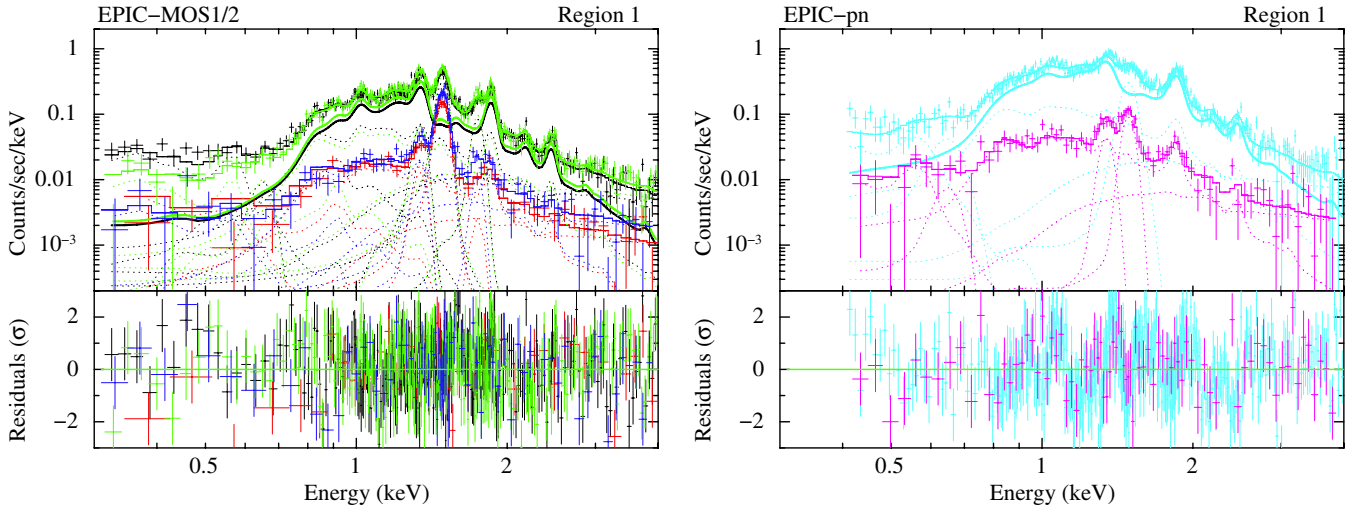 EPIC−MOS1/2 Region 1
1
0.1
0.01
10−3
Counts/sec/keV
2
0
−2
Residuals (σ)
0.5 1 2
Energy (keV)
EPIC−pn Region 1
1
0.1
0.01
10−3
Counts/sec/keV
2
0
−2
Residuals (σ)
0.5 1 2
Energy (keV)